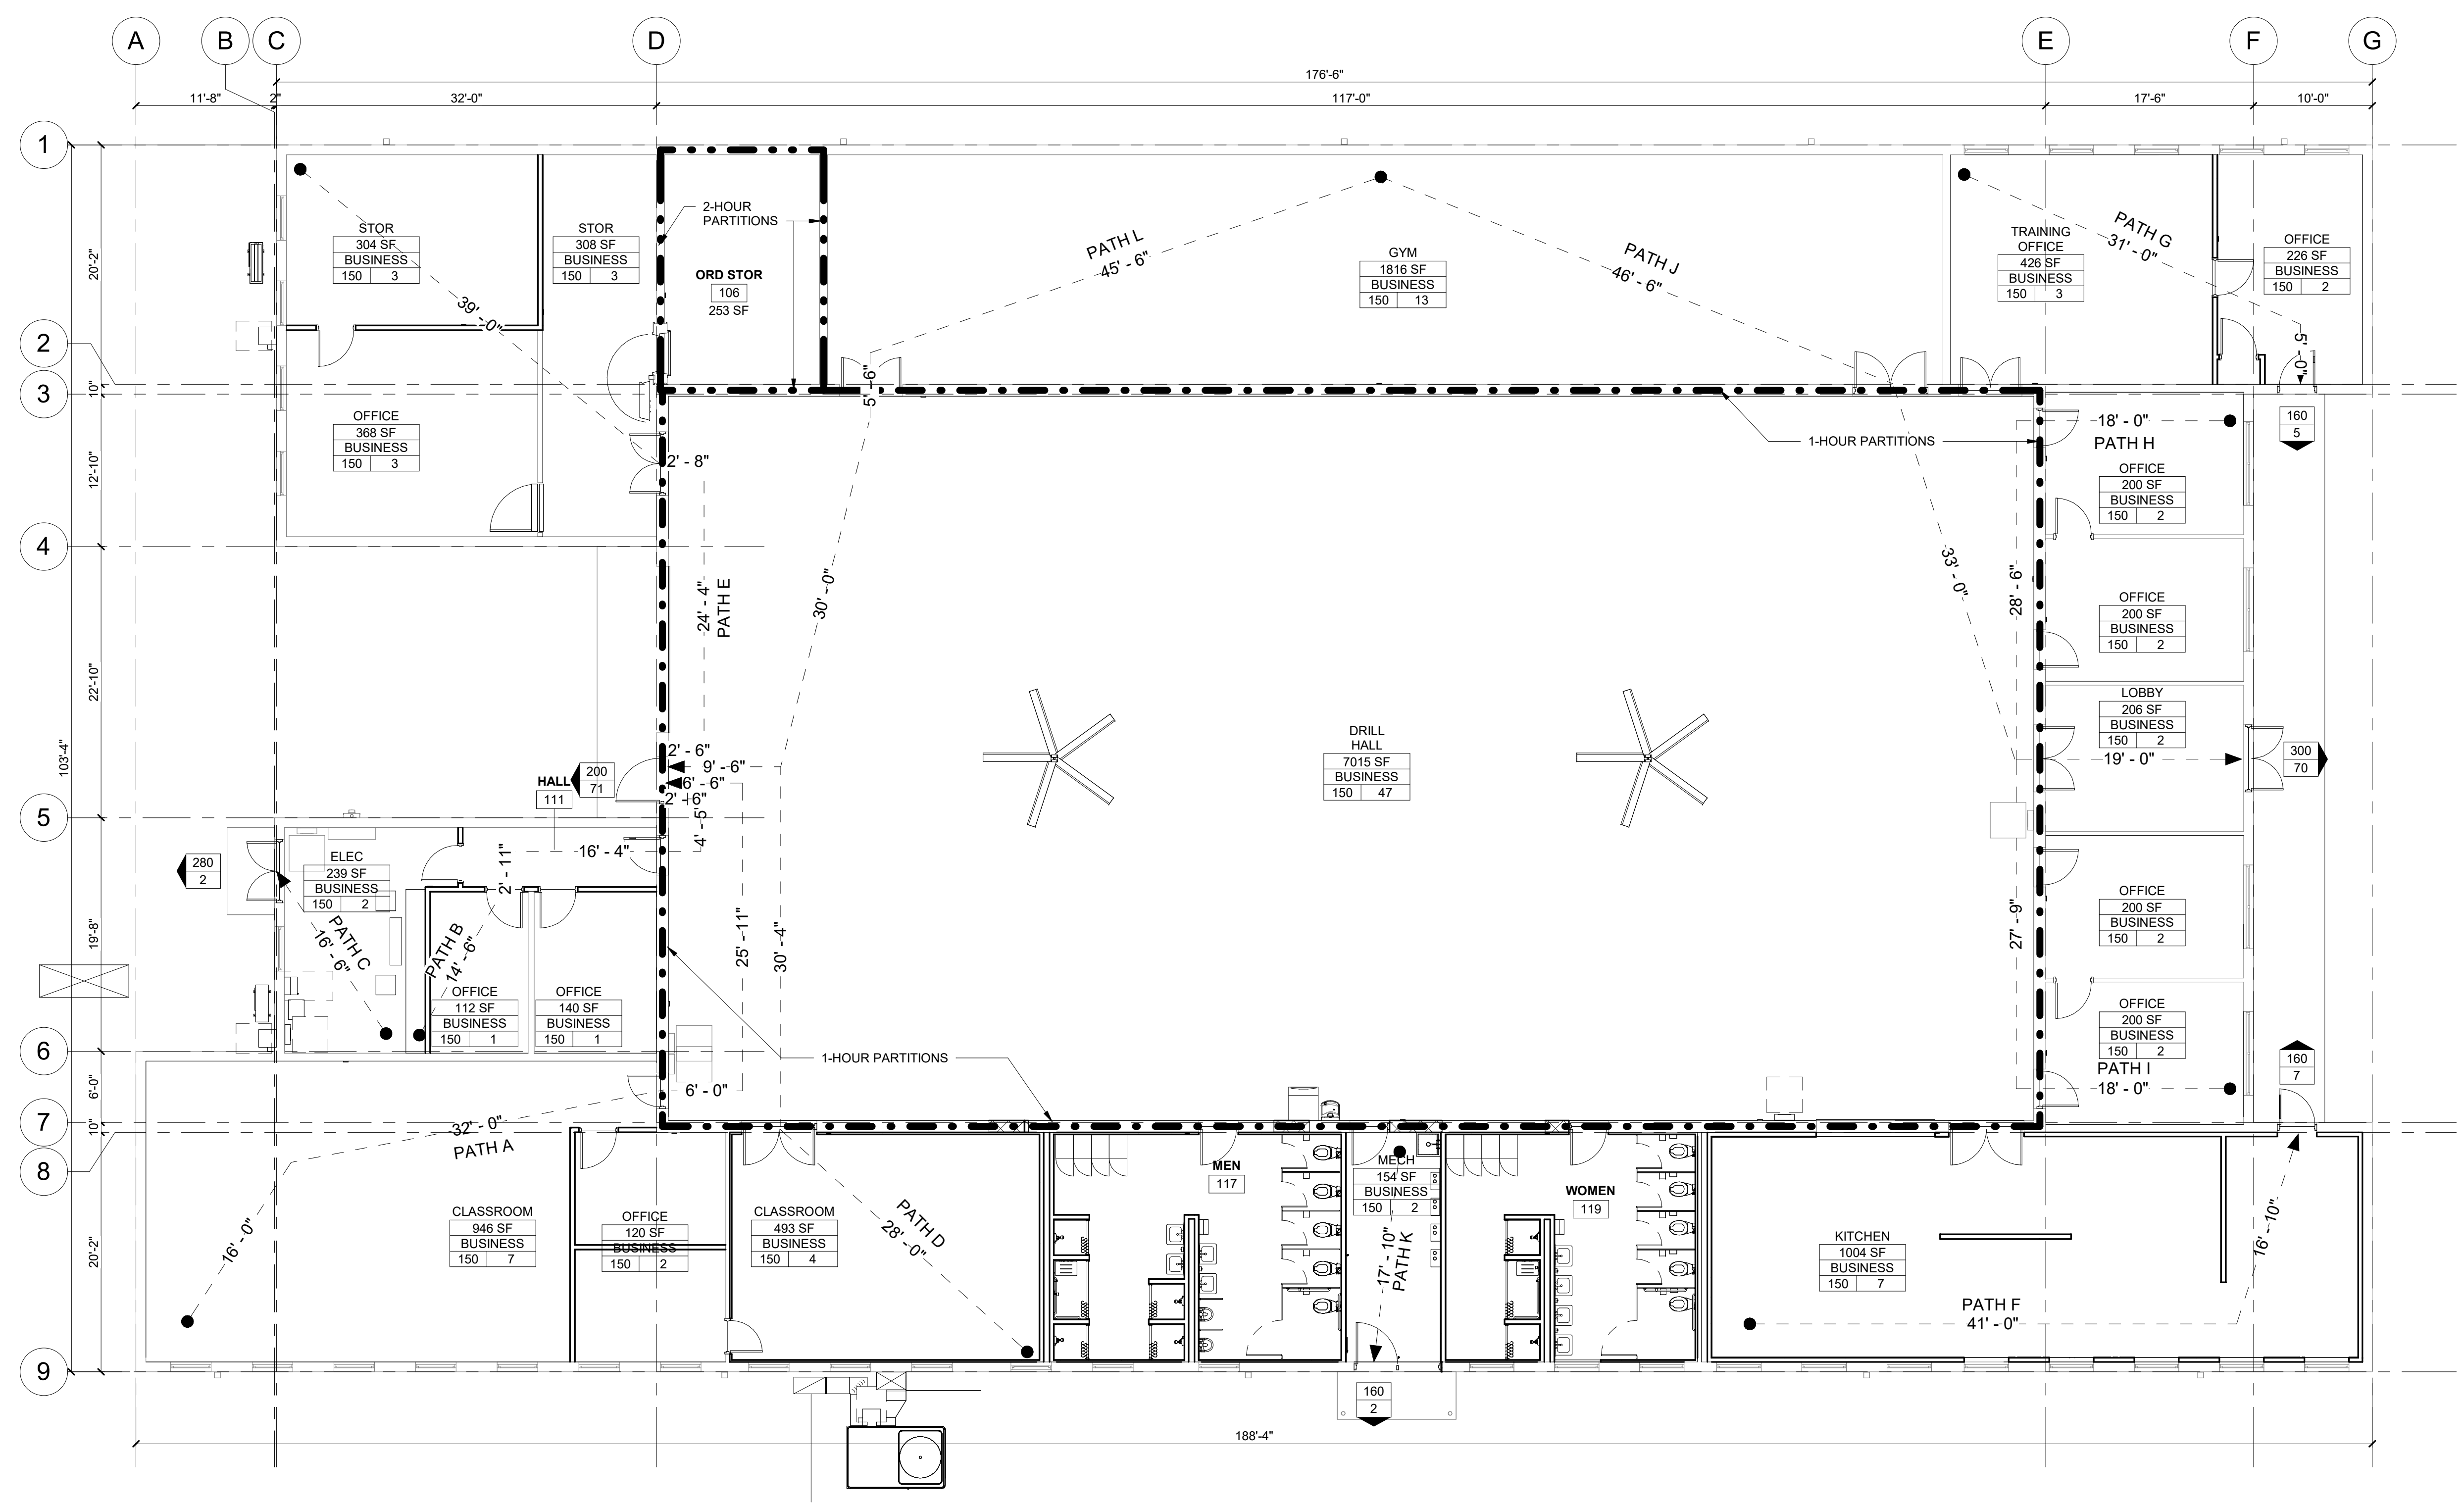 A
B
C
D
E
F
G
176'-6"
11'-8"
2"
32'-0"
117'-0"
17'-6"
10'-0"
1
2
3
4
5
6
7
8
9
20'-2"
10"
12'-10"
22'-10"
103'-4"
19'-8"
6'-0"
10"
20'-2"
STOR
304 SF
BUSINESS
150 3
STOR
308 SF
BUSINESS
150 3
39' - 0"
2-HOUR
PARTITIONS
ORD STOR
106
253 SF
PATH L
45' - 6"
5' - 6"
GYM
1816 SF
BUSINESS
150 13
PATH J
46' - 6"
TRAINING
OFFICE
426 SF
BUSINESS
150 3
PATH G
31' - 0"
OFFICE
226 SF
BUSINESS
150 2
5' - 0"
OFFICE
368 SF
BUSINESS
150 3
2' - 8"
1-HOUR PARTITIONS
18' - 0"
PATH H
160
5
OFFICE
200 SF
BUSINESS
150 2
24' - 4"
PATH E
30' - 0"
33' - 0"
28' - 6"
OFFICE
200 SF
BUSINESS
150 2
LOBBY
206 SF
BUSINESS
150 2
19' - 0"
300
70
DRILL
HALL
7015 SF
BUSINESS
150 47
HALL
111
200
71
2' - 6"
9' - 6"
6' - 6"
2' - 6"
4' - 5"
16' - 4"
2' - 11"
280
2
ELEC
239 SF
BUSINESS
150 2
PATH C
16' - 6"
PATH B
14' - 6"
OFFICE
112 SF
BUSINESS
150 1
OFFICE
140 SF
BUSINESS
150 1
25' - 11"
30' - 4"
27' - 9"
OFFICE
200 SF
BUSINESS
150 2
OFFICE
200 SF
BUSINESS
150 2
PATH I
18' - 0"
160
7
1-HOUR PARTITIONS
6' - 0"
32' - 0"
PATH A
16' - 0"
CLASSROOM
946 SF
BUSINESS
150 7
OFFICE
120 SF
BUSINESS
150 2
CLASSROOM
493 SF
BUSINESS
150 4
PATH D
28' - 0"
MEN
117
MECH
154 SF
BUSINESS
150 2
17' - 10"
PATH K
WOMEN
119
KITCHEN
1004 SF
BUSINESS
150 7
PATH F
41' - 0"
16' - 10"
160
2
188'-4"